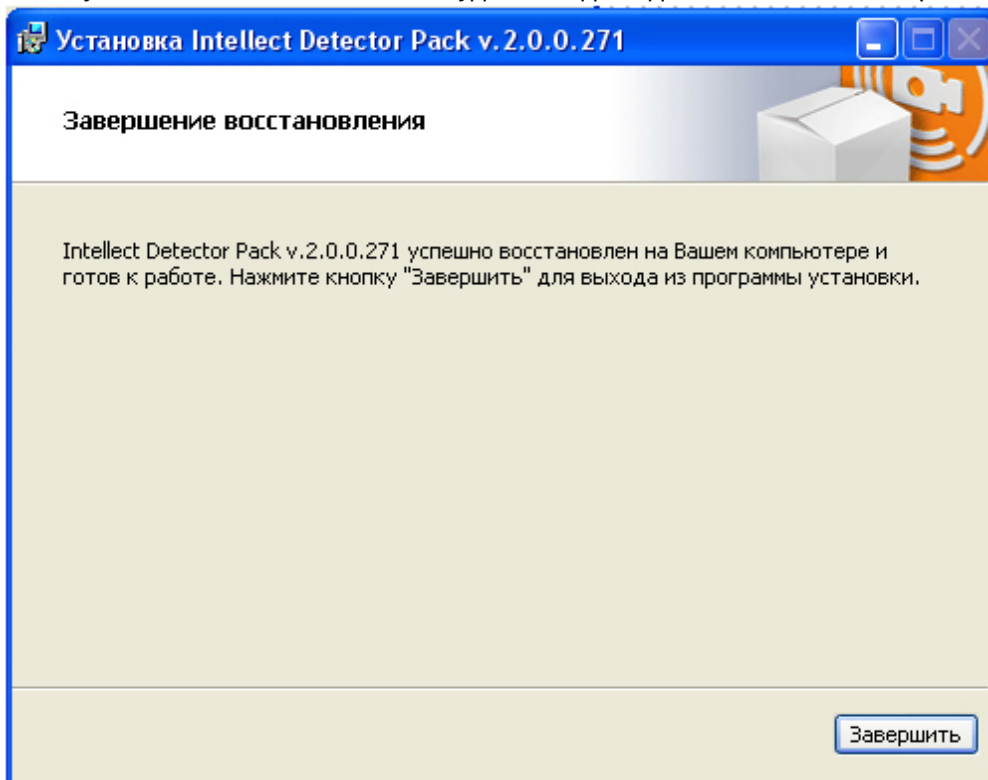 Установка Intellect Detector Pack v.2.0.0.271
Завершение восстановления
Intellect Detector Pack v.2.0.0.271 успешно восстановлен на Вашем компьютере и
готов к работе. Нажмите кнопку "Завершить" для выхода из программы установки.
Завершить